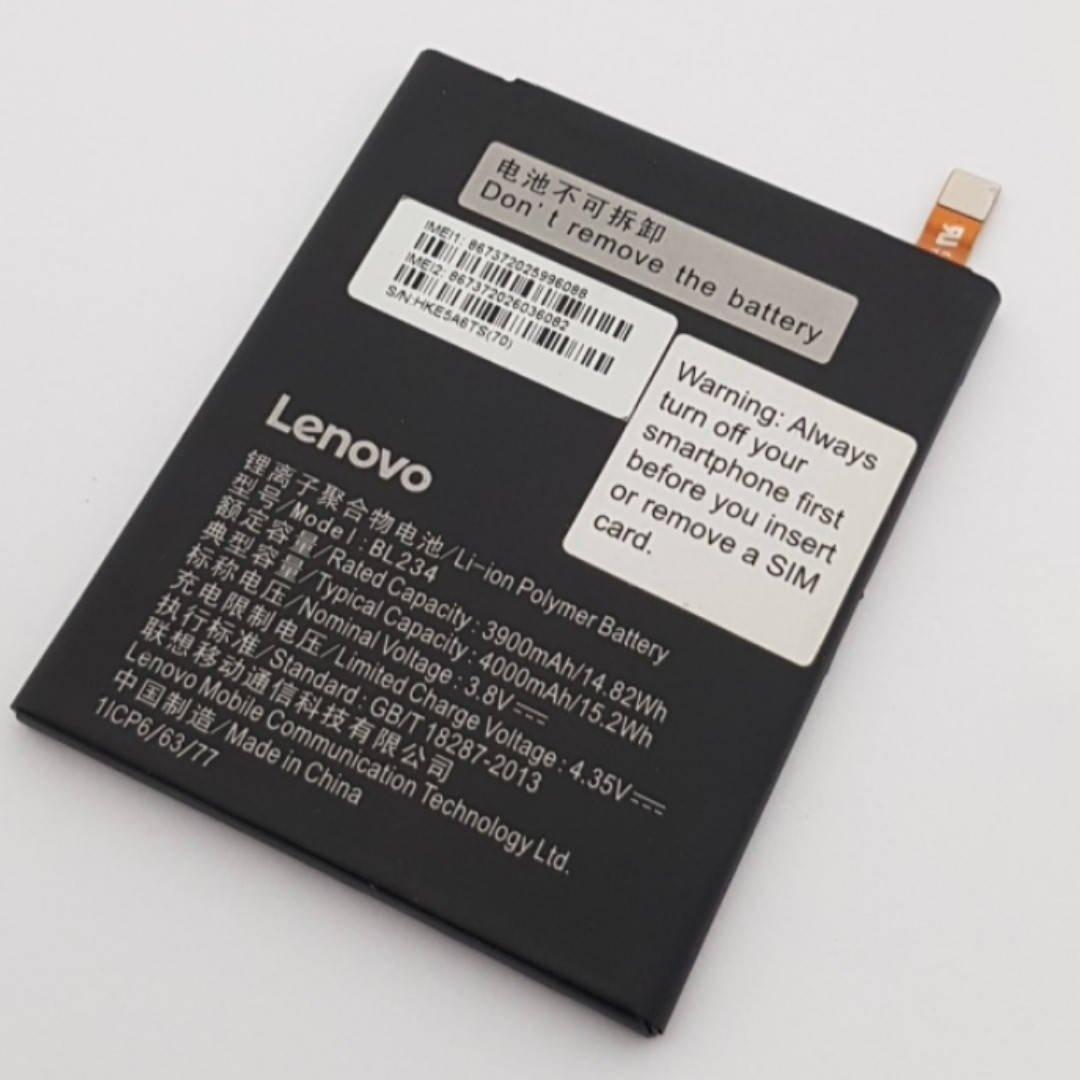 电池不可拆卸
Don't remove the battery
IMEI1: 867372025996088
IMEI2: 867372026036082
S/N:HKE5A6TS(70)
Warning: Always
turn off your
smartphone first
before you insert
or remove a SIM
card.
Lenovo
锂离子聚合物电池/Li-ion Polymer Battery
型号/Model:BL234
额定容量/Rated Capacity:3900mAh/14.82Wh
典型容量/Typical Capacity:4000mAh/15.2Wh
标称电压/Nominal Voltage:3.8V⎓
充电限制电压/Limited Charge Voltage:4.35V⎓
执行标准/Standard:GB/T 18287-2013
联想移动通信科技有限公司
Lenovo Mobile Communication Technology Ltd.
中国制造/Made in China
1ICP6/63/77